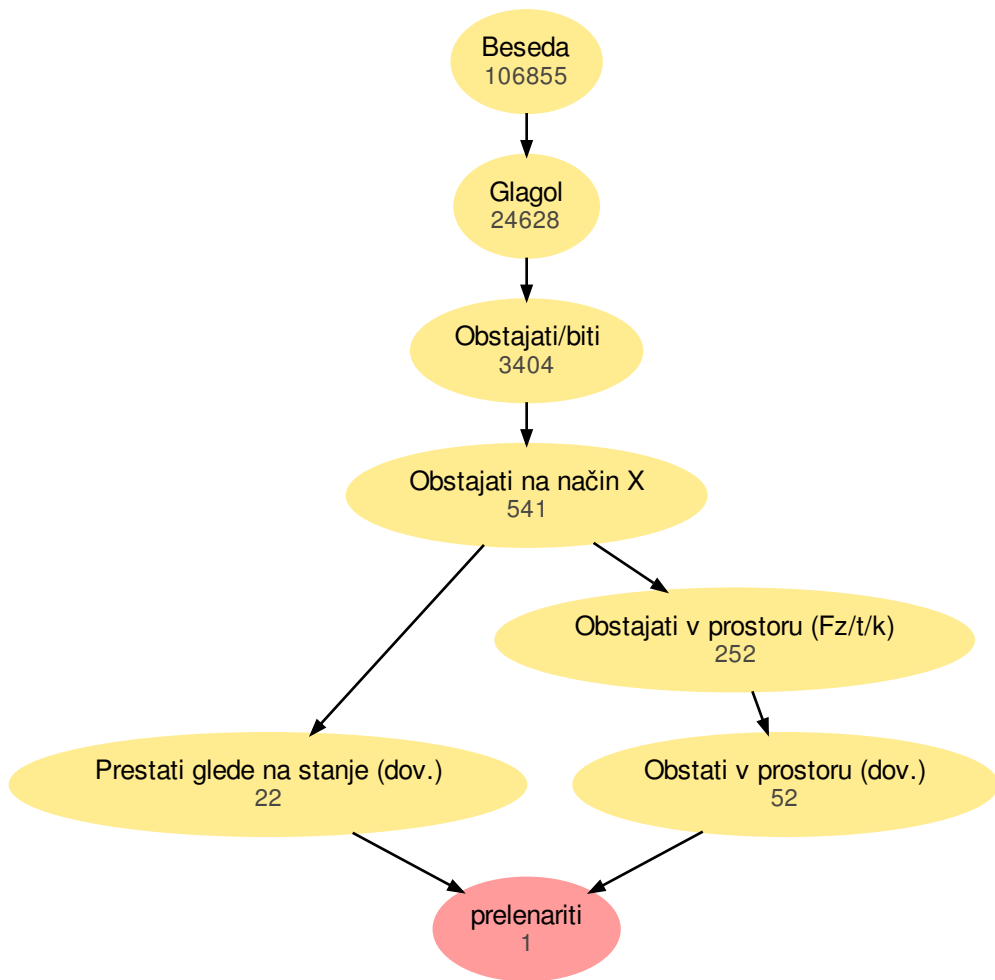 Beseda
106855
Glagol
24628
Obstajati/biti
3404
Obstajati na način X
541
Obstajati v prostoru (Fz/t/k)
252
Prestati glede na stanje (dov.)
22
Obstati v prostoru (dov.)
52
prelenariti
1